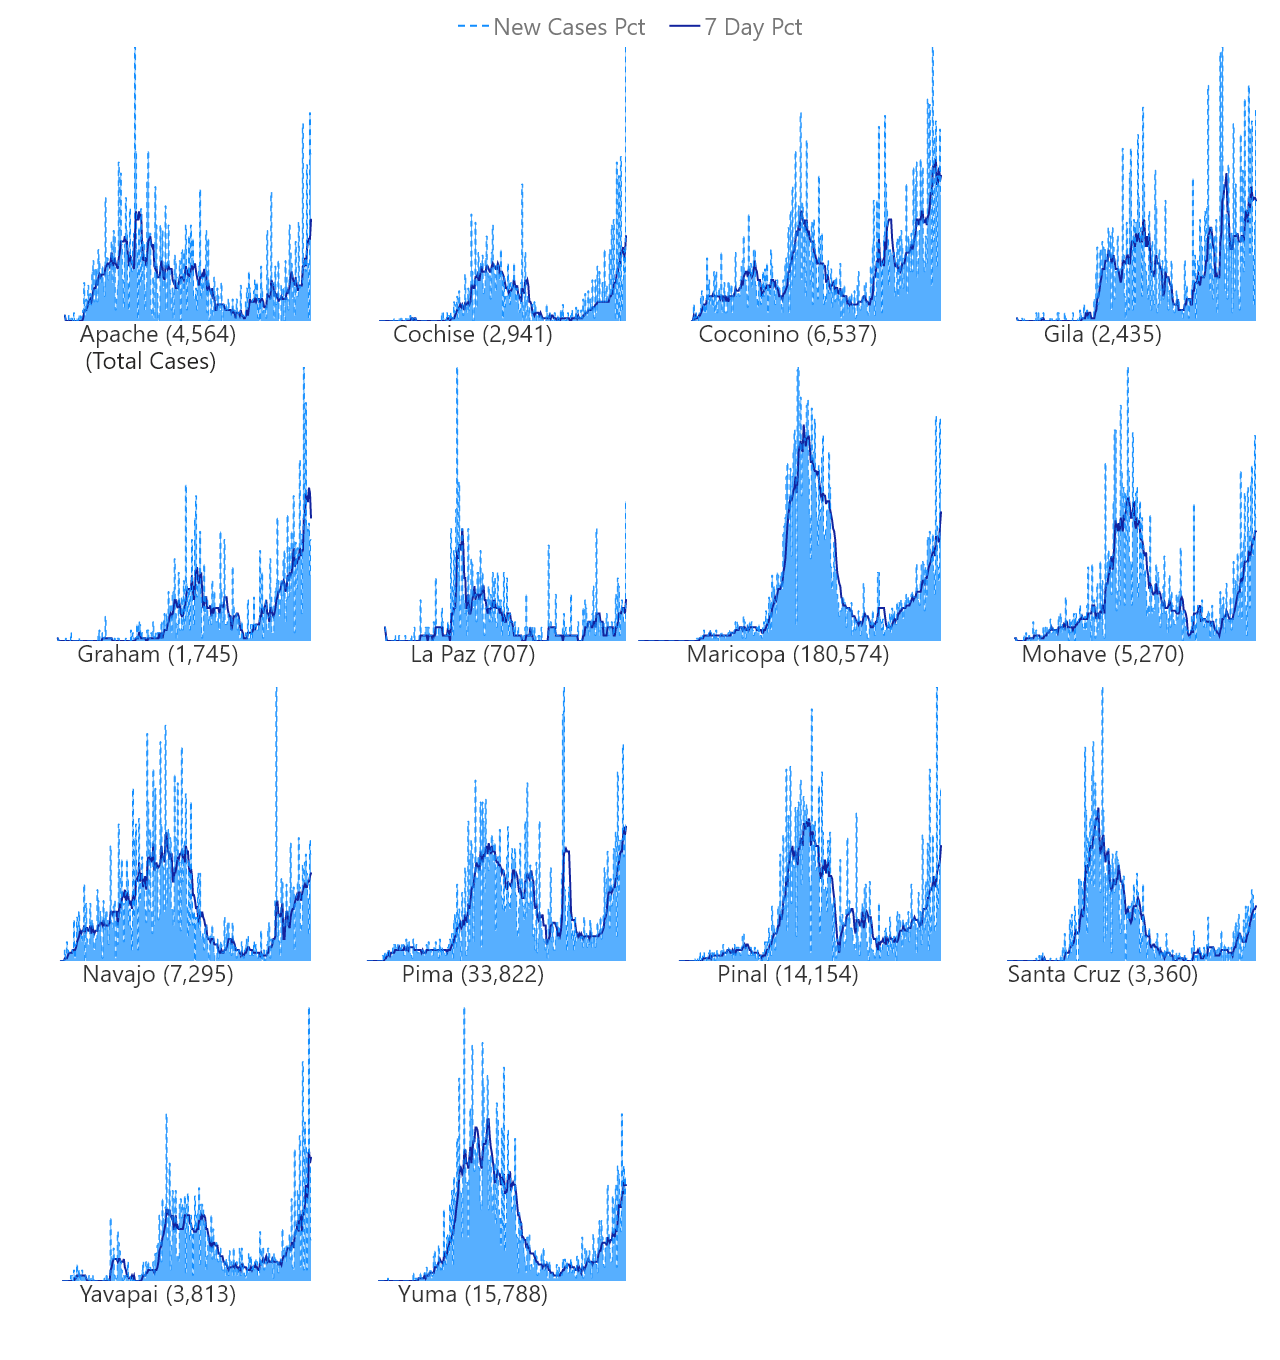 New Cases Pct 7 Day Pct
Apache (4,564) Cochise (2,941) Coconino (6,537) Gila (2,435)
(Total Cases)
Graham (1,745) La Paz (707) Maricopa (180,574) Mohave (5,270)
Navajo (7,295) Pima (33,822) Pinal (14,154) Santa Cruz (3,360)
Yavapai (3,813) Yuma (15,788)